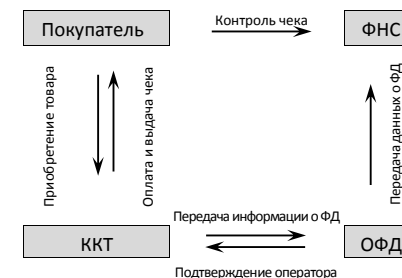 Покупатель
Контроль чека
ФНС
Приобретение товара
Оплата и выдача чека
Передача данных о ФД
Передача информации о ФД
ККТ
ОФД
Подтверждение оператора